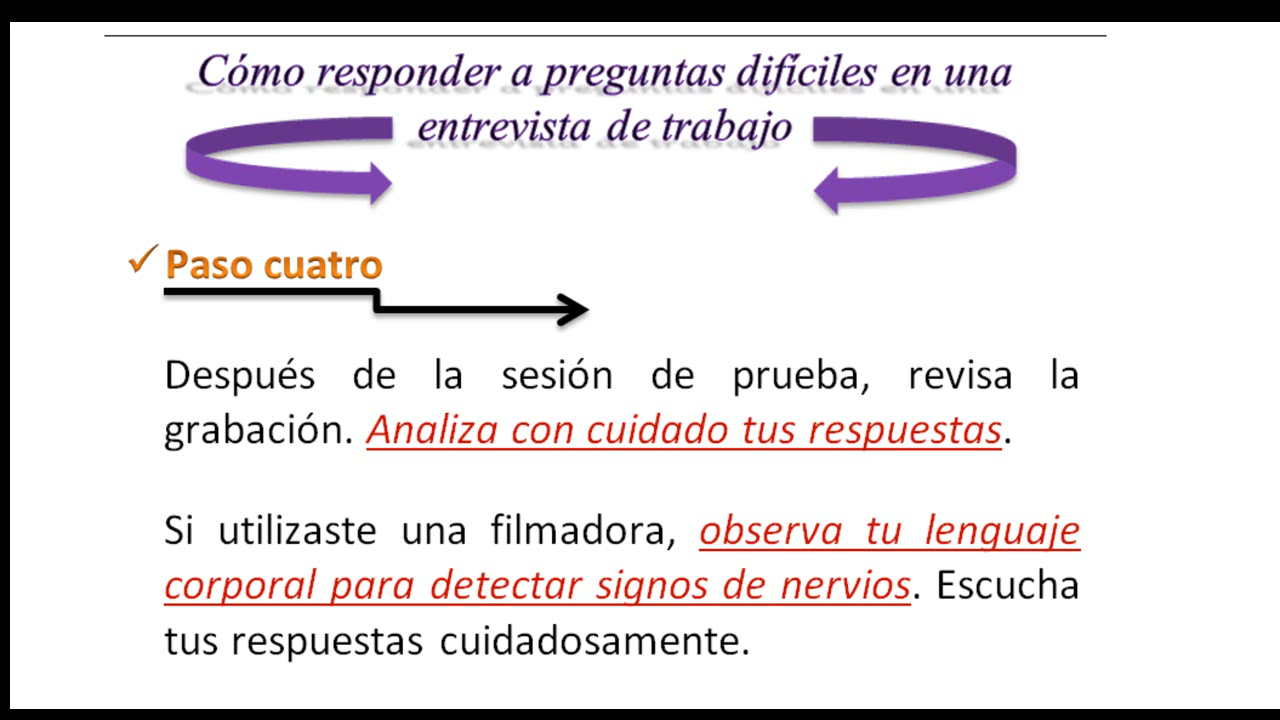 Cómo responder a preguntas difíciles en una
entrevista de trabajo
✓ Paso cuatro
Después de la sesión de prueba, revisa la
grabación. Analiza con cuidado tus respuestas.
Si utilizaste una filmadora, observa tu lenguaje
corporal para detectar signos de nervios. Escucha
tus respuestas cuidadosamente.